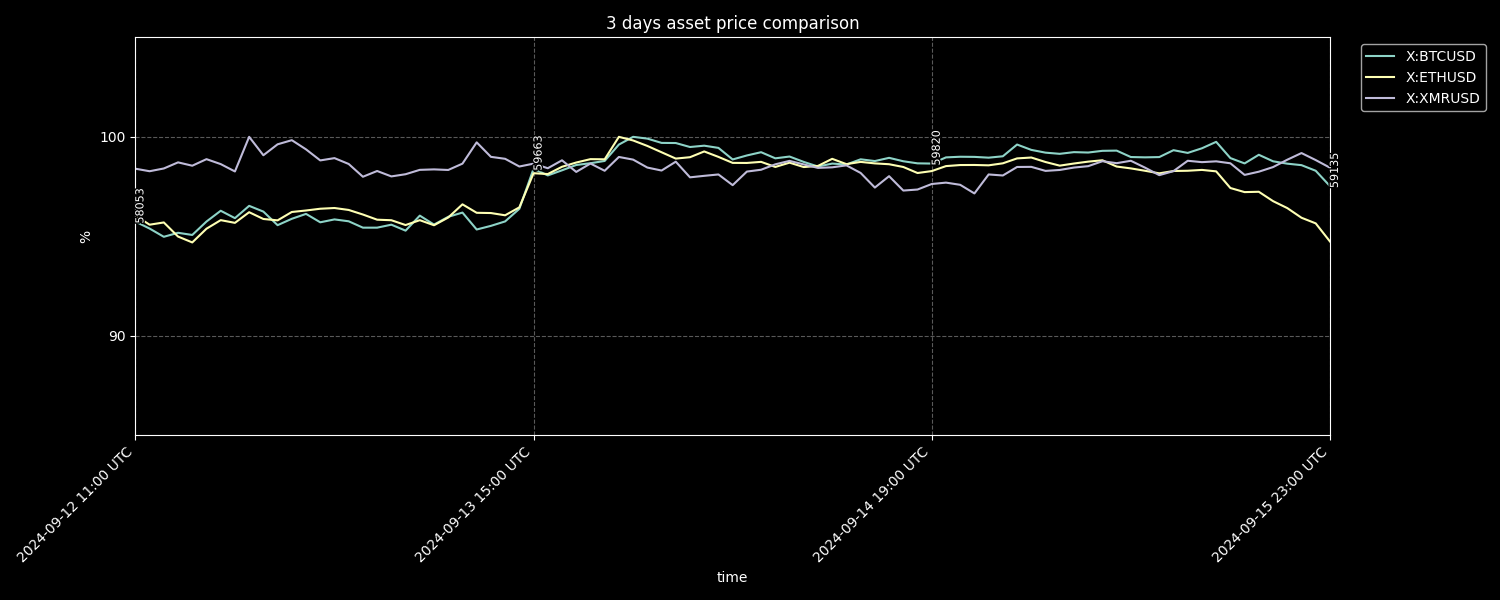 3 days asset price comparison
X:BTCUSD
X:ETHUSD
X:XMRUSD
100
90
%
58053
59663
59820
59135
2024-09-12 11:00 UTC
2024-09-13 15:00 UTC
2024-09-14 19:00 UTC
2024-09-15 23:00 UTC
time